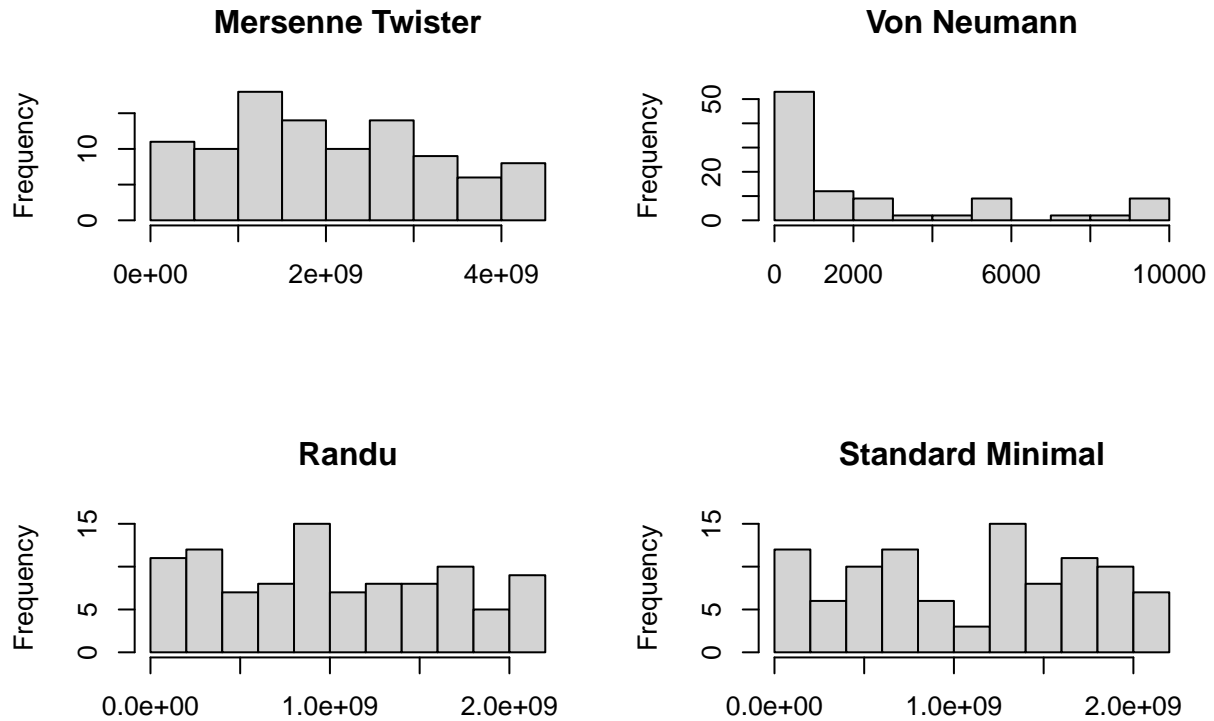 Mersenne Twister
Frequency
0
10
0e+00
2e+09
4e+09
Von Neumann
Frequency
0
20
50
0
2000
6000
10000
Randu
Frequency
0
5
15
0.0e+00
1.0e+09
2.0e+09
Standard Minimal
Frequency
0
5
15
0.0e+00
1.0e+09
2.0e+09